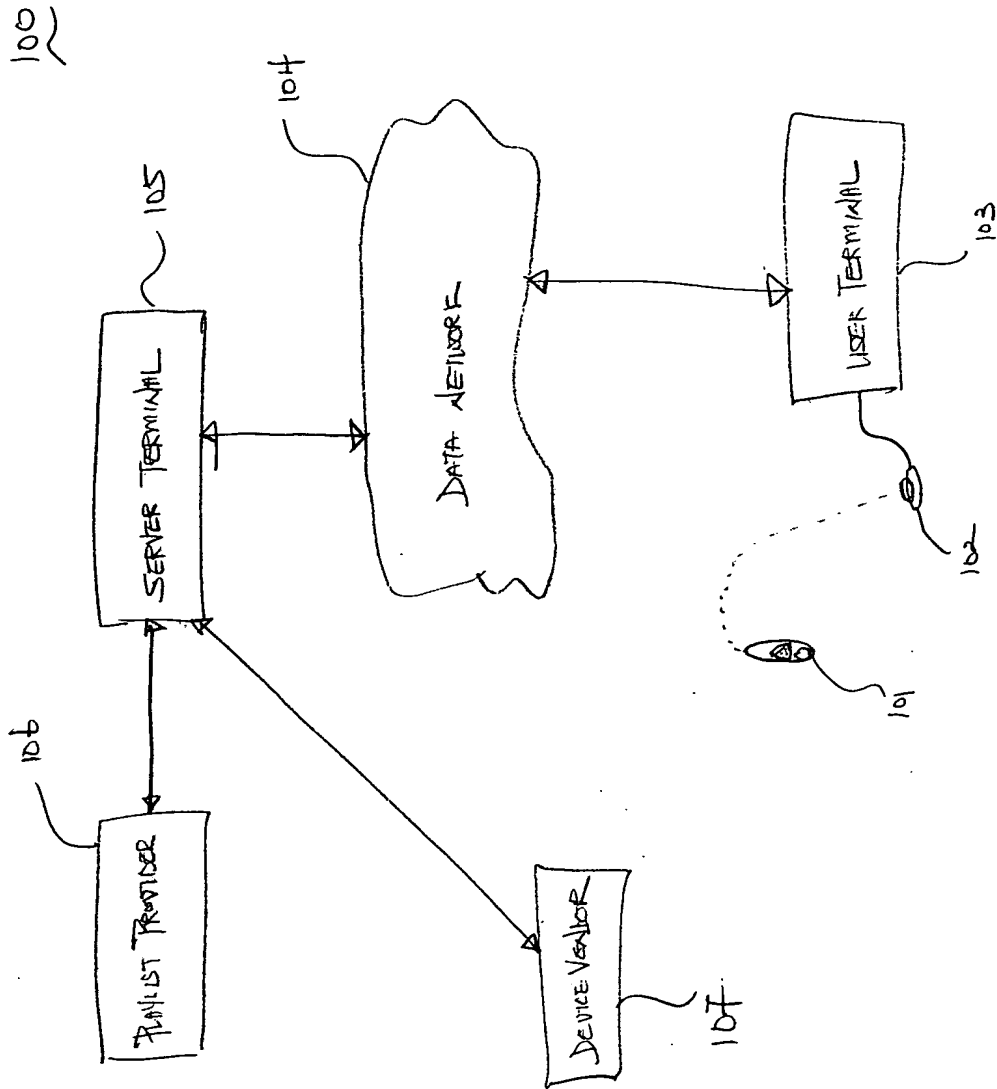 100
106
PLAYLIST PROVIDER
SERVER TERMINAL
105
104
DATA NETWORK
DEVICE VENDOR
107
USER TERMINAL
101
102
103